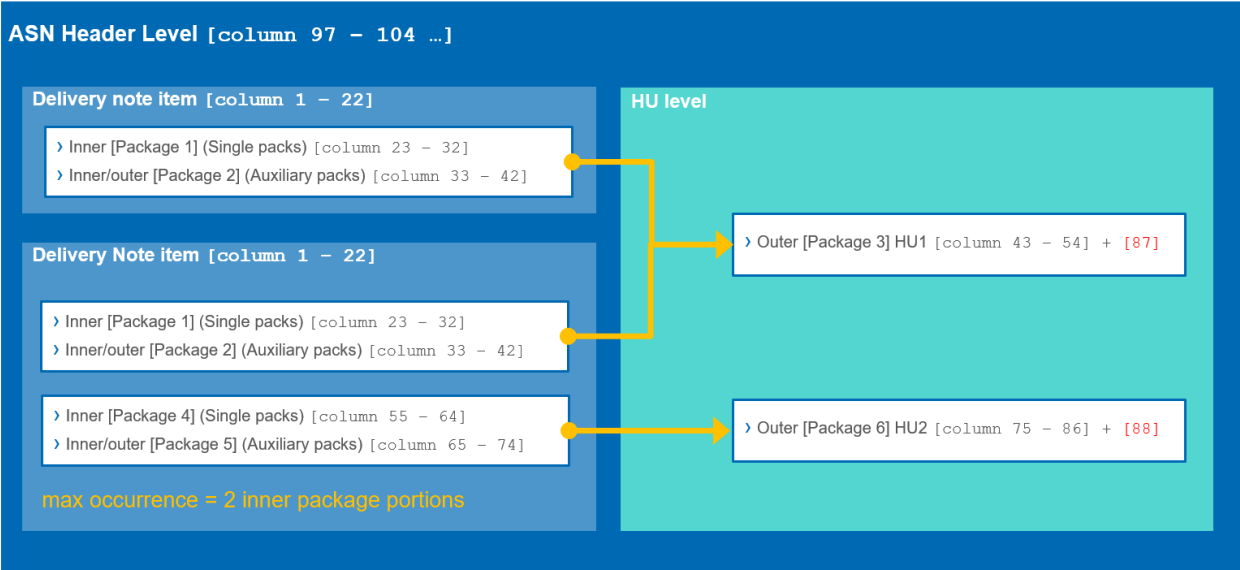 ASN Header Level [column 97 – 104 …]
Delivery note item [column 1 – 22]
› Inner [Package 1] (Single packs) [column 23 – 32]
› Inner/outer [Package 2] (Auxiliary packs) [column 33 – 42]
Delivery Note item [column 1 – 22]
› Inner [Package 1] (Single packs) [column 23 – 32]
› Inner/outer [Package 2] (Auxiliary packs) [column 33 – 42]
› Inner [Package 4] (Single packs) [column 55 – 64]
› Inner/outer [Package 5] (Auxiliary packs) [column 65 – 74]
max occurrence = 2 inner package portions
HU level
› Outer [Package 3] HU1 [column 43 – 54] + [87]
› Outer [Package 6] HU2 [column 75 – 86] + [88]